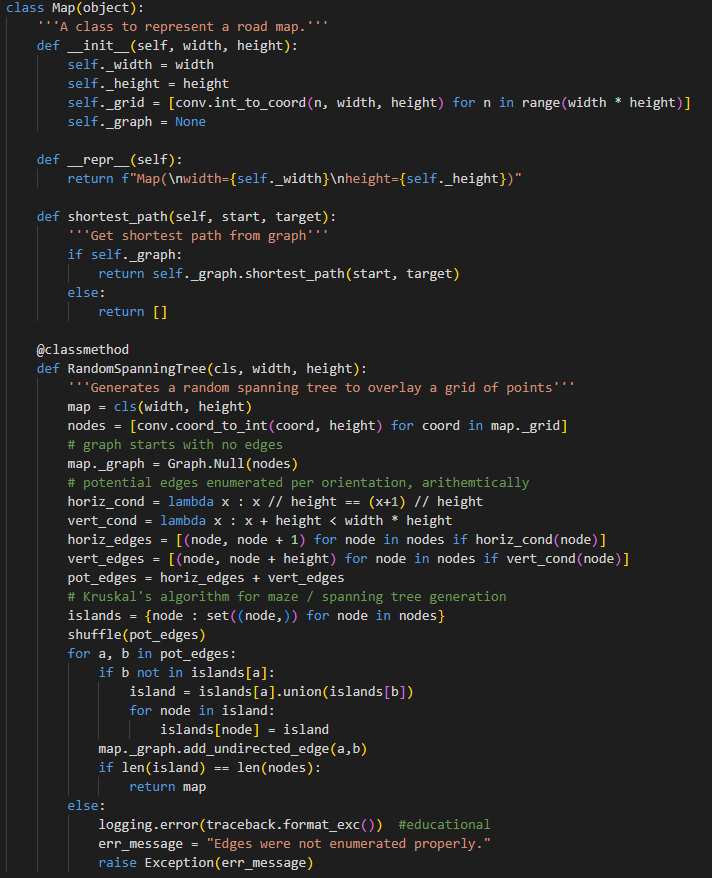 class Map(object):
    '''A class to represent a road map.'''
    def __init__(self, width, height):
        self._width = width
        self._height = height
        self._grid = [conv.int_to_coord(n, width, height) for n in range(width * height)]
        self._graph = None

    def __repr__(self):
        return f"Map(\nwidth={self._width}\nheight={self._height})"

    def shortest_path(self, start, target):
        '''Get shortest path from graph'''
        if self._graph:
            return self._graph.shortest_path(start, target)
        else:
            return []

    @classmethod
    def RandomSpanningTree(cls, width, height):
        '''Generates a random spanning tree to overlay a grid of points'''
        map = cls(width, height)
        nodes = [conv.coord_to_int(coord, height) for coord in map._grid]
        # graph starts with no edges
        map._graph = Graph.Null(nodes)
        # potential edges enumerated per orientation, arithemtically
        horiz_cond = lambda x : x // height == (x+1) // height
        vert_cond = lambda x : x + height < width * height
        horiz_edges = [(node, node + 1) for node in nodes if horiz_cond(node)]
        vert_edges = [(node, node + height) for node in nodes if vert_cond(node)]
        pot_edges = horiz_edges + vert_edges
        # Kruskal's algorithm for maze / spanning tree generation
        islands = {node : set((node,)) for node in nodes}
        shuffle(pot_edges)
        for a, b in pot_edges:
            if b not in islands[a]:
                island = islands[a].union(islands[b])
                for node in island:
                    islands[node] = island
            map._graph.add_undirected_edge(a,b)
            if len(island) == len(nodes):
                return map
        else:
            logging.error(traceback.format_exc())  #educational
            err_message = "Edges were not enumerated properly."
            raise Exception(err_message)